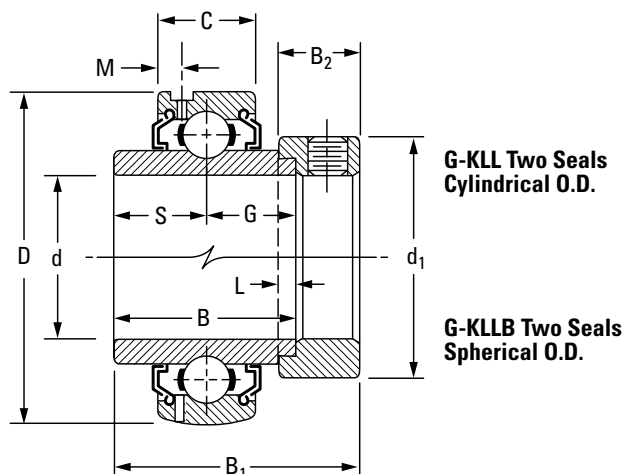 C
M
B2
G-KLL Two Seals
Cylindrical O.D.
S
G
D
d
d1
L
B
G-KLLB Two Seals
Spherical O.D.
B1